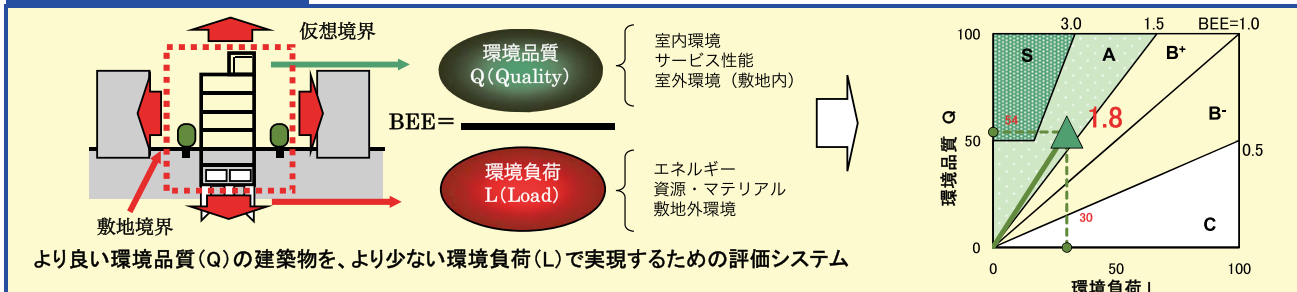 仮想境界
敷地境界
環境品質
Q(Quality)
室内環境
サービス性能
室外環境（敷地内）
BEE=
環境負荷
L(Load)
エネルギー
資源・マテリアル
敷地外環境
より良い環境品質(Q)の建築物を、より少ない環境負荷(L)で実現するための評価システム
3.0 1.5 BEE=1.0
100
S A B+
B-
54
1.8
50
0.5
30
C
0
0 50 100
環境品質 Q
環境負荷 L